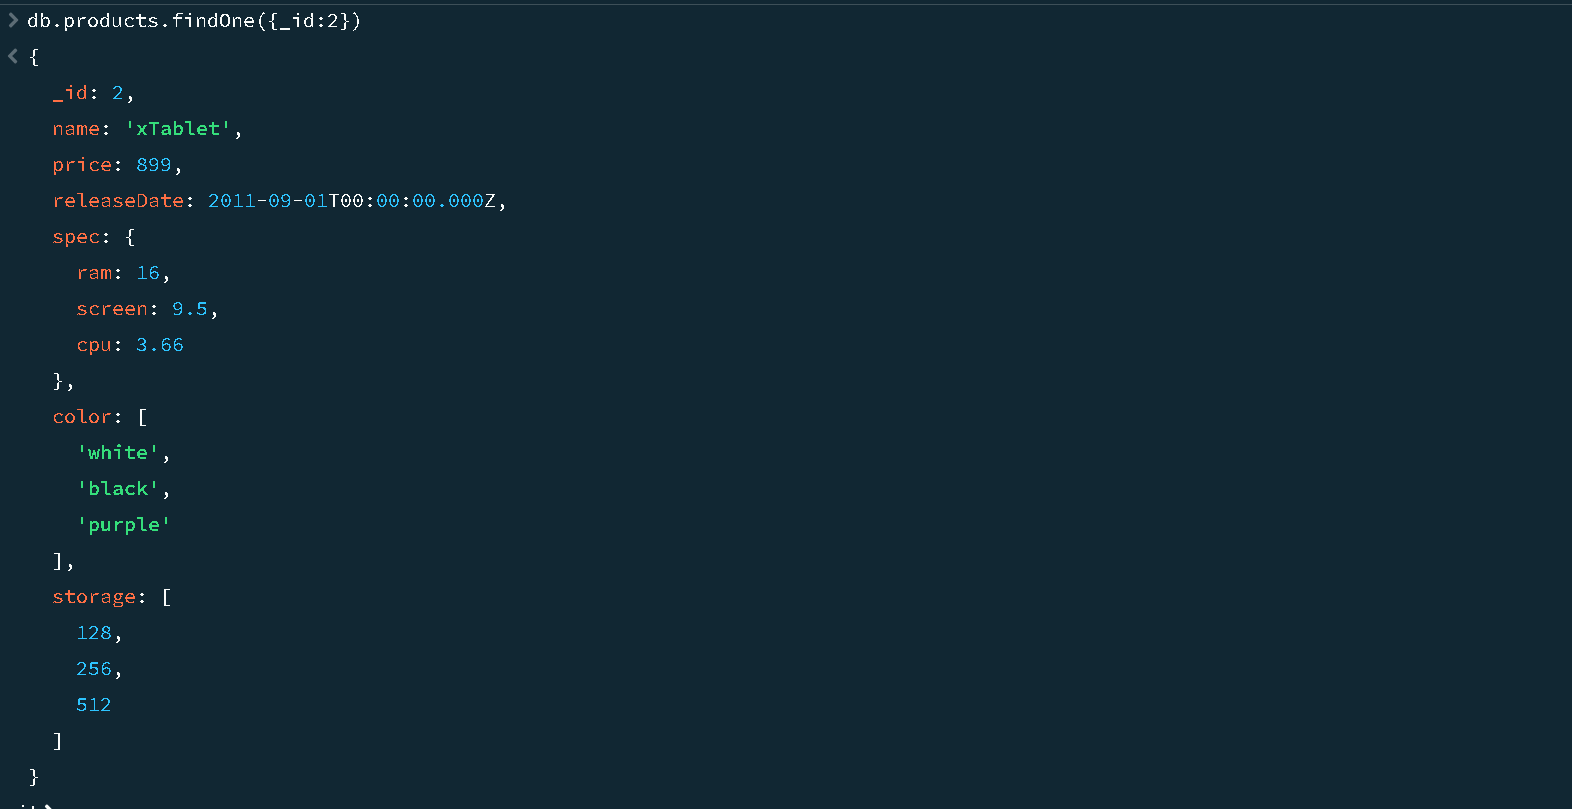 db.products.findOne({_id:2})
{
_id: 2,
name: 'xTablet',
price: 899,
releaseDate: 2011-09-01T00:00:00.000Z,
spec: {
ram: 16,
screen: 9.5,
cpu: 3.66
},
color: [
'white',
'black',
'purple'
],
storage: [
128,
256,
512
]
}